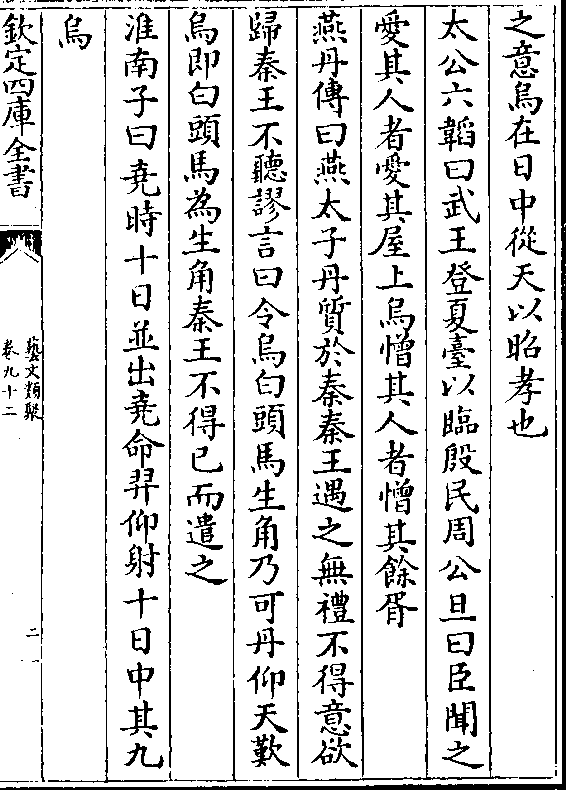 之意烏在日中從天以昭孝也
太公六韜曰武王登夏臺以臨殷民周公旦曰臣聞之
愛其人者愛其屋上烏憎其人者憎其餘胥
燕丹傳曰燕太子丹質於秦秦王遇之無禮不得意欲
歸秦王不聽謬言曰令烏白頭馬生角乃可丹仰天歎
烏即白頭馬為生角秦王不得已而遣之
淮南子曰堯時十日並出堯命羿仰射十日中其九
烏
欽定四庫全書
藝文類聚
卷九十二
二